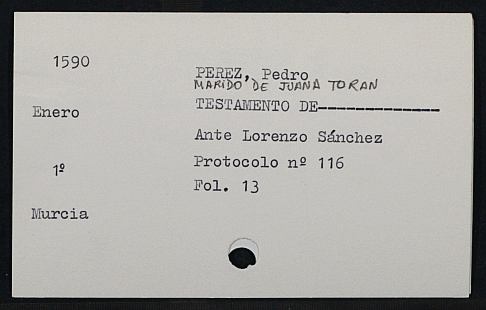 1590
PEREZ, Pedro
MARIDO DE JUANA TORAN
Enero
TESTAMENTO DE-------------
Ante Lorenzo Sánchez
1º
Protocolo nº 116
Fol. 13
Murcia